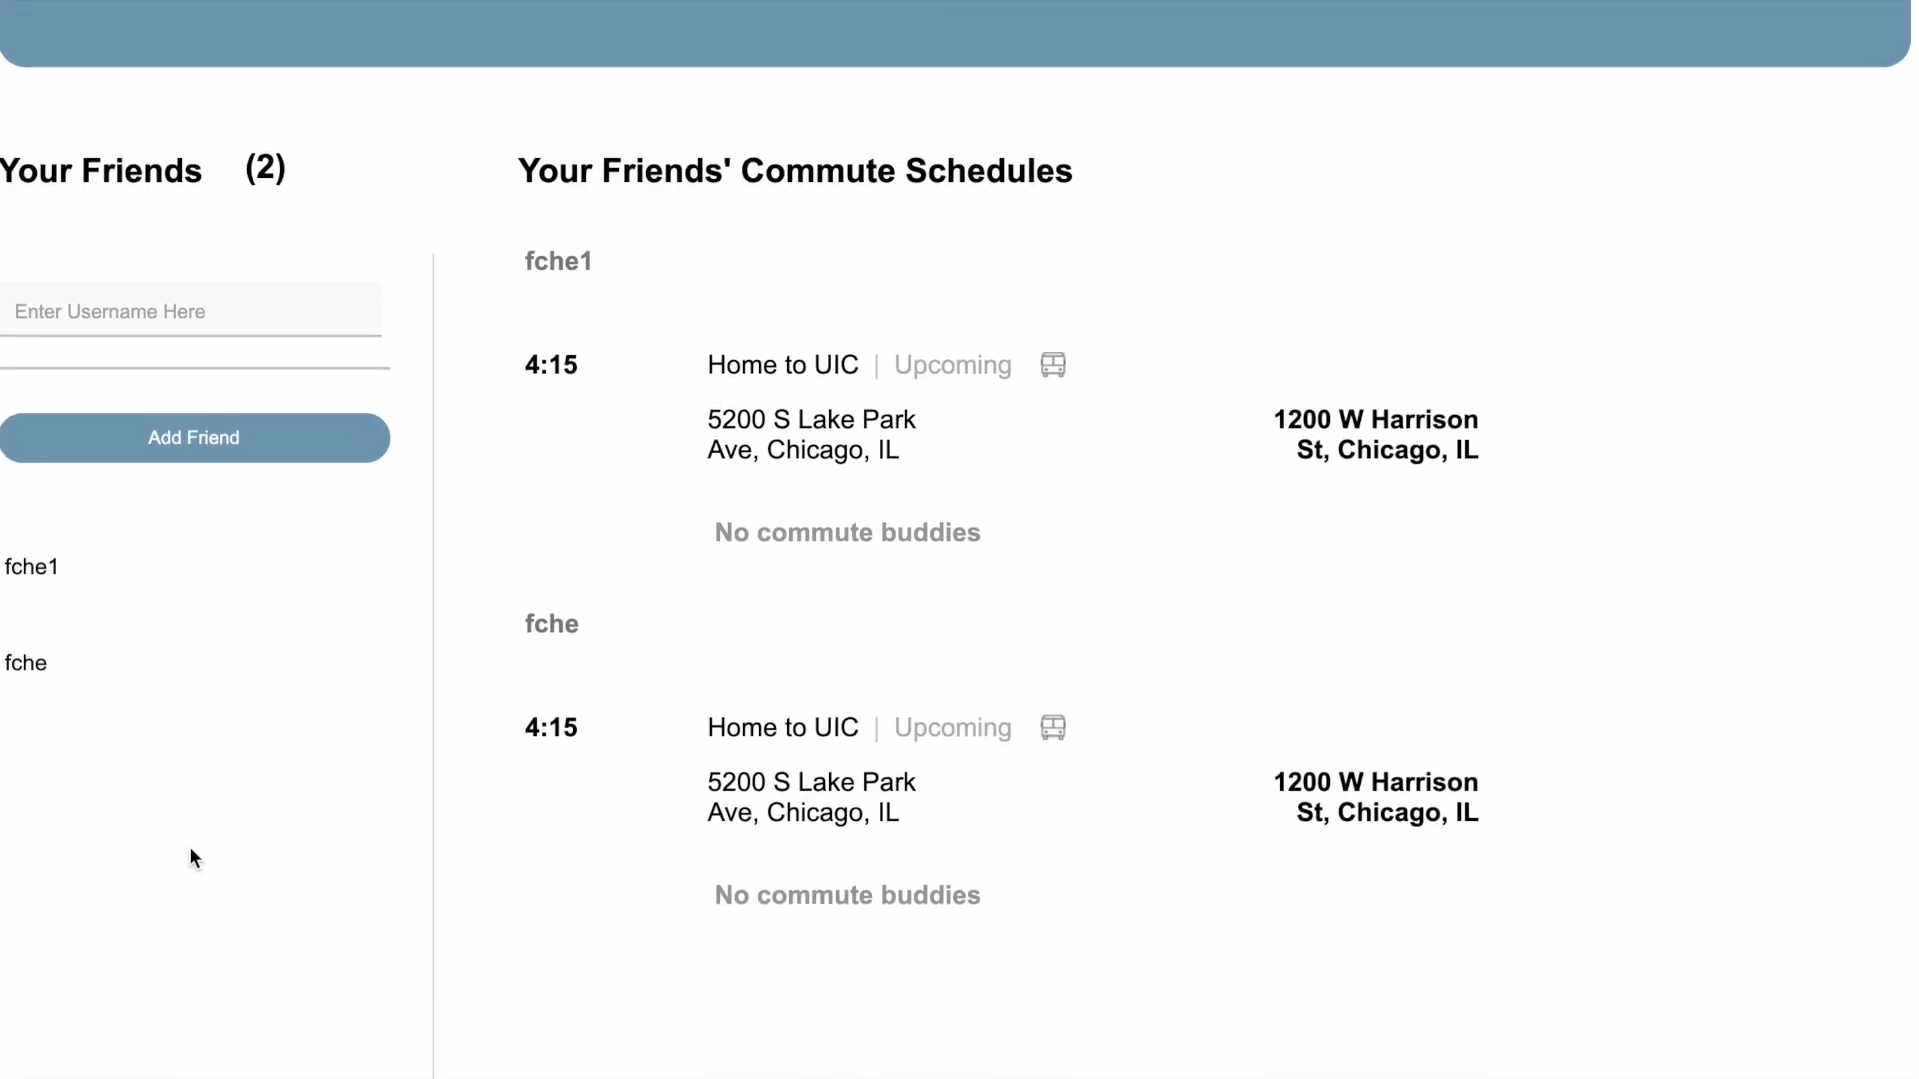 Your Friends (2)
Enter Username Here
Add Friend
fche1
fche
Your Friends' Commute Schedules
fche1
4:15
Home to UIC | Upcoming
5200 S Lake Park
Ave, Chicago, IL
1200 W Harrison
St, Chicago, IL
No commute buddies
fche
4:15
Home to UIC | Upcoming
5200 S Lake Park
Ave, Chicago, IL
1200 W Harrison
St, Chicago, IL
No commute buddies